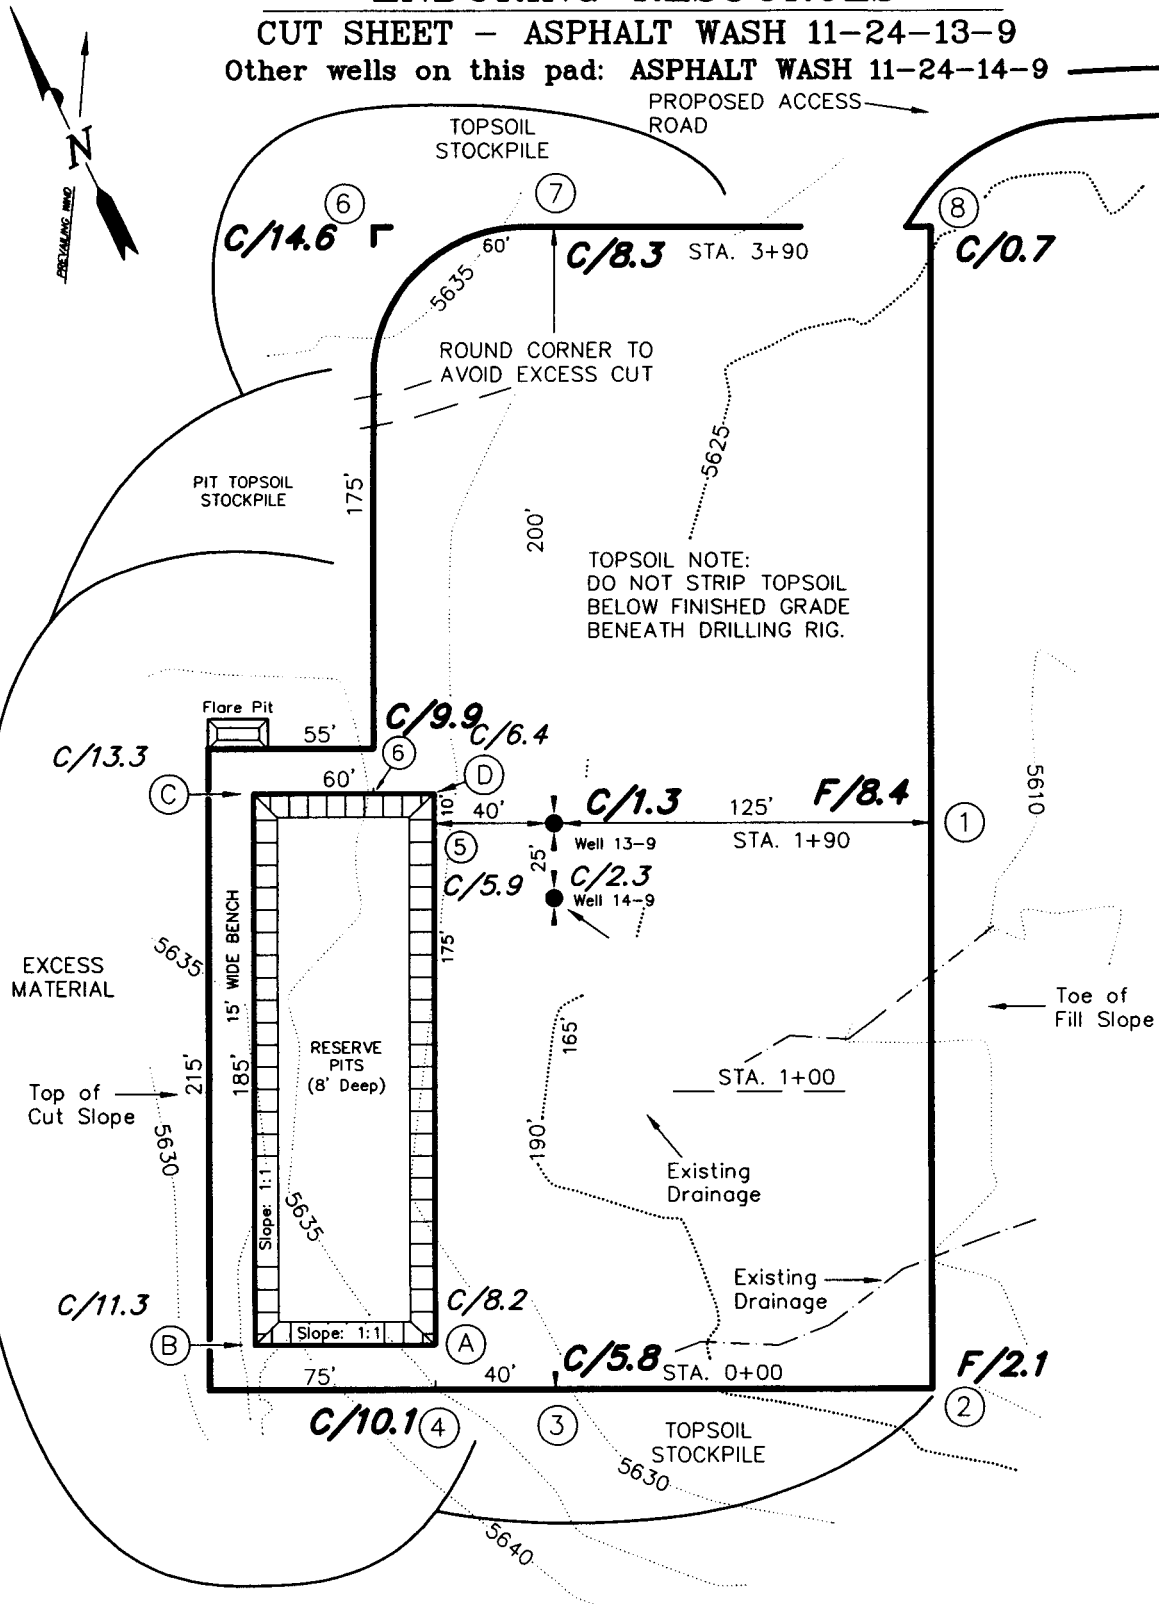 CUT SHEET – ASPHALT WASH 11–24–13–9
Other wells on this pad: ASPHALT WASH 11–24–14–9
PROPOSED ACCESS
ROAD
TOPSOIL
STOCKPILE
N
PREVAILING WIND
6
7
8
C/14.6
60'
C/8.3
STA. 3+90
C/0.7
5635
ROUND CORNER TO
AVOID EXCESS CUT
5625
PIT TOPSOIL
STOCKPILE
175'
200'
TOPSOIL NOTE:
DO NOT STRIP TOPSOIL
BELOW FINISHED GRADE
BENEATH DRILLING RIG.
Flare Pit
55'
C/9.9
C/6.4
C/13.3
6
D
60'
C
10'
40'
C/1.3
125'
F/8.4
5610
1
5
Well 13–9
STA. 1+90
25'
C/5.9
C/2.3
Well 14–9
15' WIDE BENCH
175'
5635
EXCESS
MATERIAL
Toe of
Fill Slope
165'
RESERVE
PITS
(8' Deep)
215'
185'
STA. 1+00
Top of
Cut Slope
5630
190'
Existing
Drainage
Slope: 1:1
5635
Existing
Drainage
C/11.3
C/8.2
B
Slope: 1:1
A
75'
40'
C/5.8
STA. 0+00
F/2.1
2
C/10.1
4
3
TOPSOIL
STOCKPILE
5630
5640